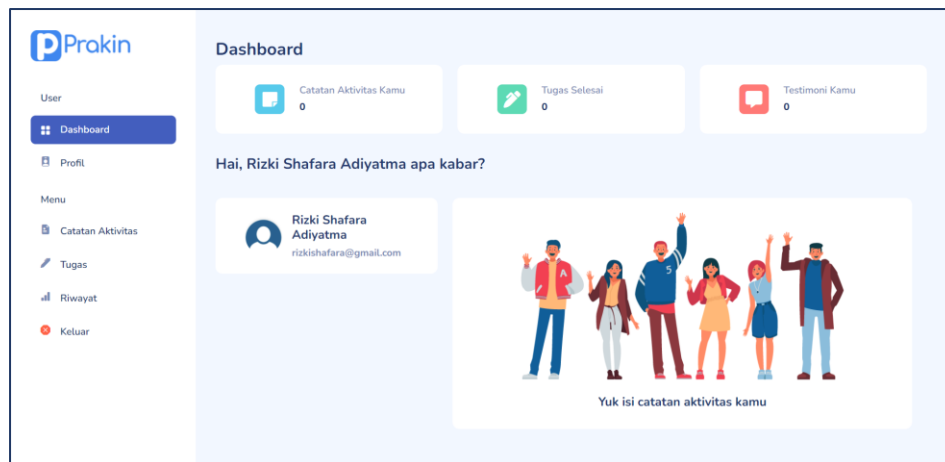 Prakin
User
Dashboard
Profil
Menu
Catatan Aktivitas
Tugas
Riwayat
Keluar
Dashboard
Catatan Aktivitas Kamu
0
Tugas Selesai
0
Testimoni Kamu
0
Hai, Rizki Shafara Adiyatma apa kabar?
Rizki Shafara
Adiyatma
rizkishafara@gmail.com
A
5
Yuk isi catatan aktivitas kamu